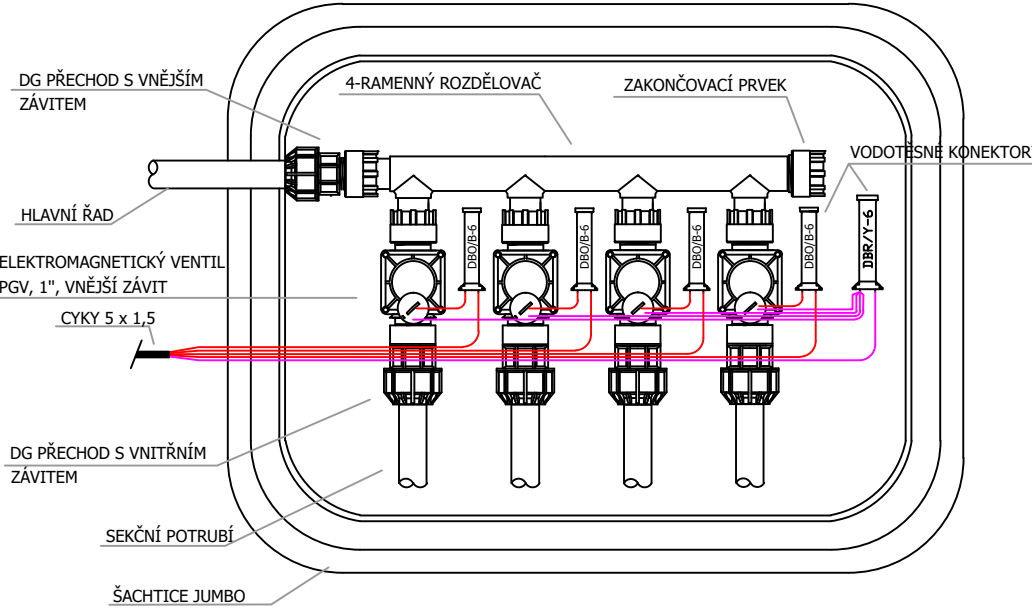 DG PŘECHOD S VNĚJŠÍM
ZÁVITEM
4-RAMENNÝ ROZDĚLOVAČ
ZAKONČOVACÍ PRVEK
VODOTĚSNÉ KONEKTORY
HLAVNÍ ŘAD
ELEKTROMAGNETICKÝ VENTIL
PGV, 1", VNĚJŠÍ ZÁVIT
CYKY 5 x 1,5
DBO/B-6
DBO/B-6
DBO/B-6
DBO/B-6
DBR/Y-6
DG PŘECHOD S VNITŘNÍM
ZÁVITEM
SEKČNÍ POTRUBÍ
ŠACHTICE JUMBO